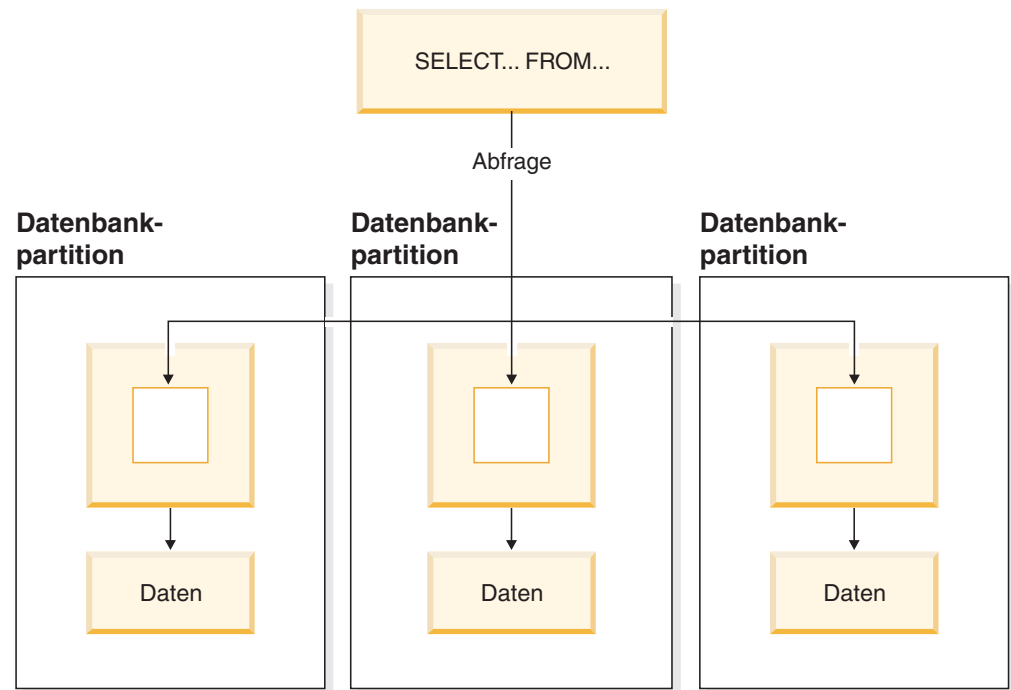 SELECT... FROM...
Abfrage
Datenbank-
partition
Datenbank-
partition
Datenbank-
partition
Daten
Daten
Daten